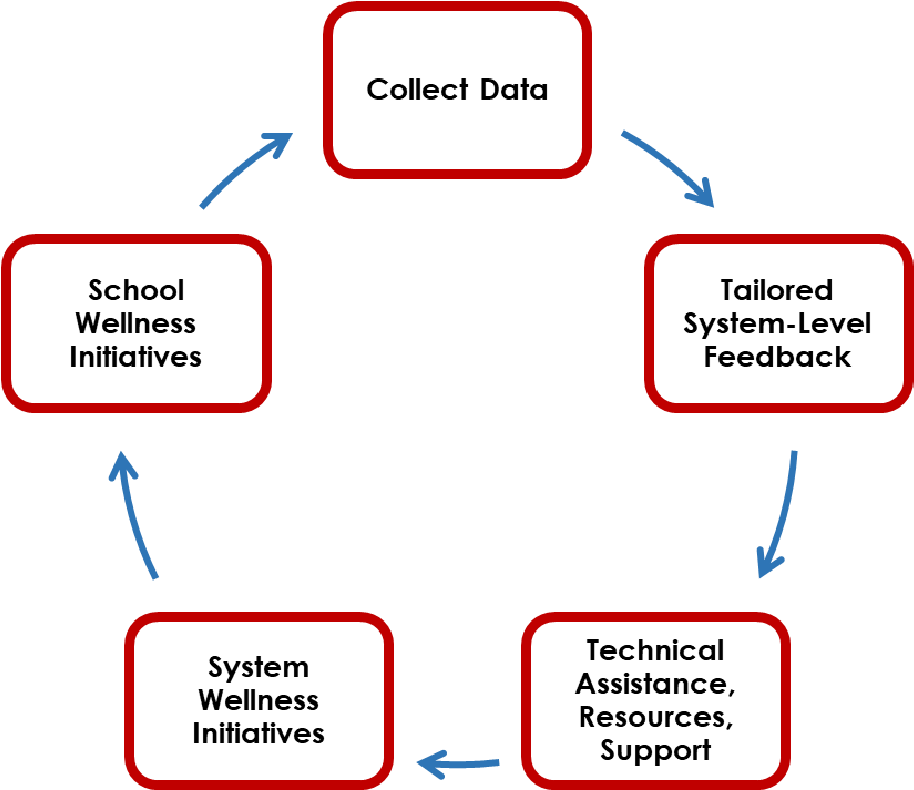 Collect Data
Tailored
System-Level
Feedback
Technical
Assistance,
Resources,
Support
System
Wellness
Initiatives
School
Wellness
Initiatives